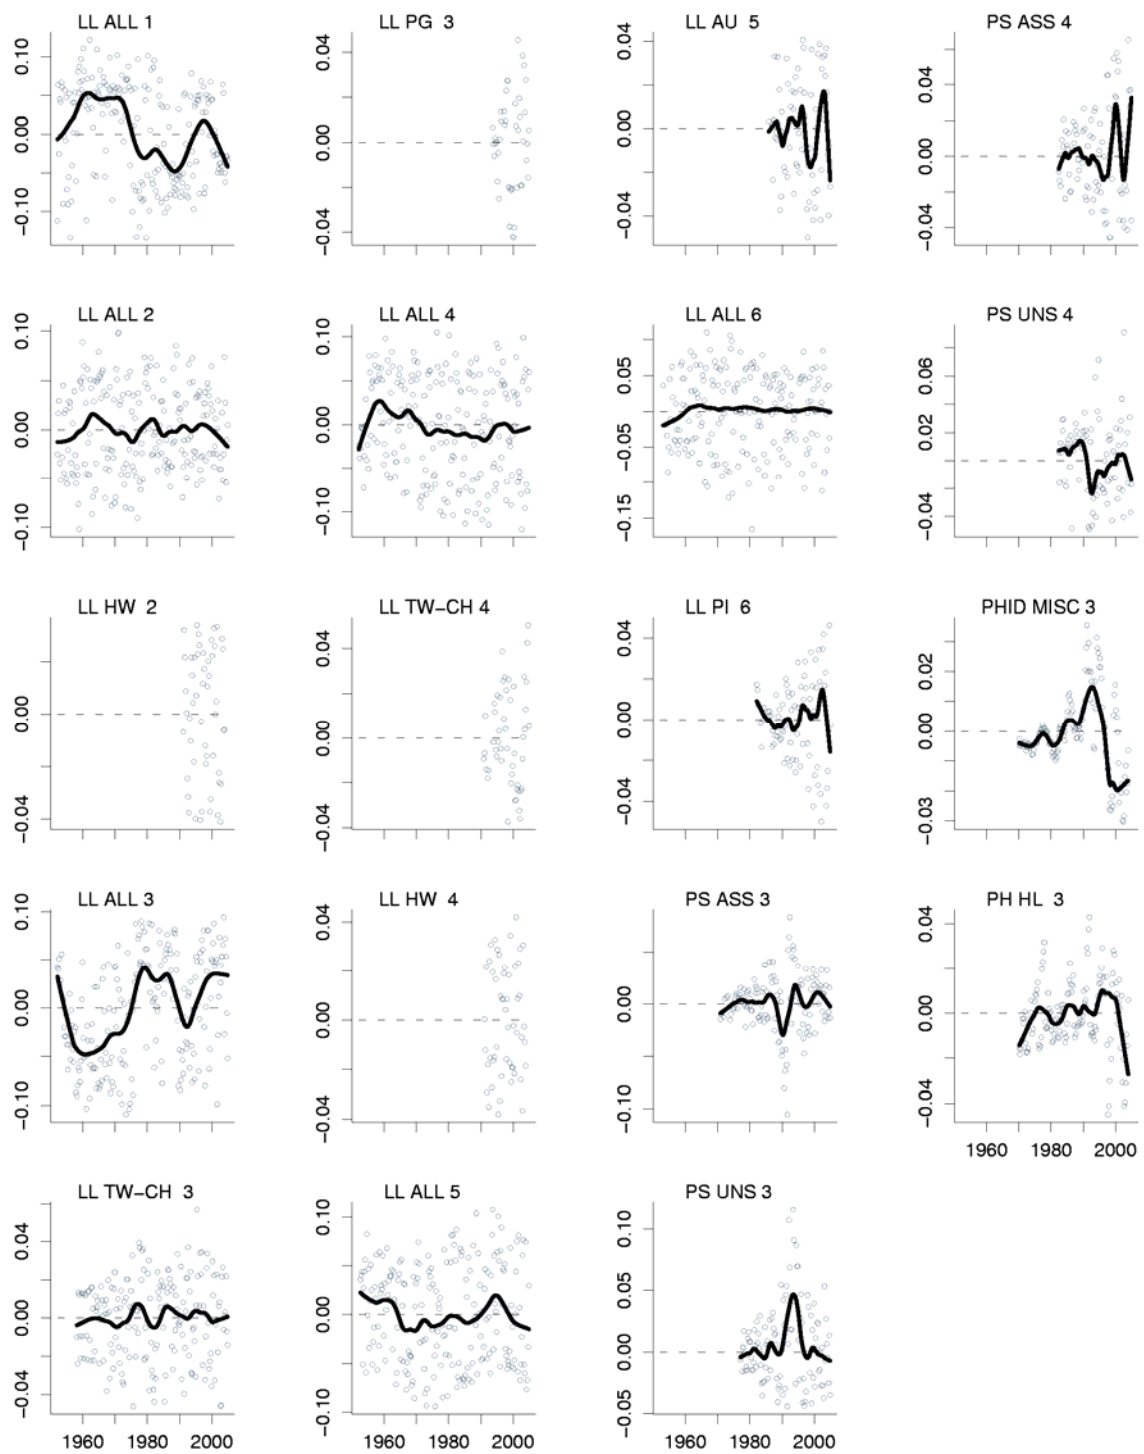 LL ALL 1
0.10
0.00
−0.10
LL PG 3
0.04
0.00
−0.04
LL AU 5
0.04
0.00
−0.04
PS ASS 4
0.04
0.00
−0.04
LL ALL 2
0.10
0.00
−0.10
LL ALL 4
0.10
0.00
−0.10
LL ALL 6
0.05
−0.05
−0.15
PS UNS 4
0.06
0.02
−0.04
LL HW 2
0.00
−0.04
LL TW−CH 4
0.04
0.00
−0.04
LL PI 6
0.04
0.00
−0.04
PHID MISC 3
0.02
0.00
−0.03
LL ALL 3
0.10
0.00
−0.10
LL HW 4
0.04
0.00
−0.04
PS ASS 3
0.00
−0.10
PH HL 3
0.04
0.00
−0.04
1960 1980 2000
LL TW−CH 3
0.04
0.00
−0.04
1960 1980 2000
LL ALL 5
0.10
0.00
−0.10
1960 1980 2000
PS UNS 3
0.10
0.05
0.00
−0.05
1960 1980 2000